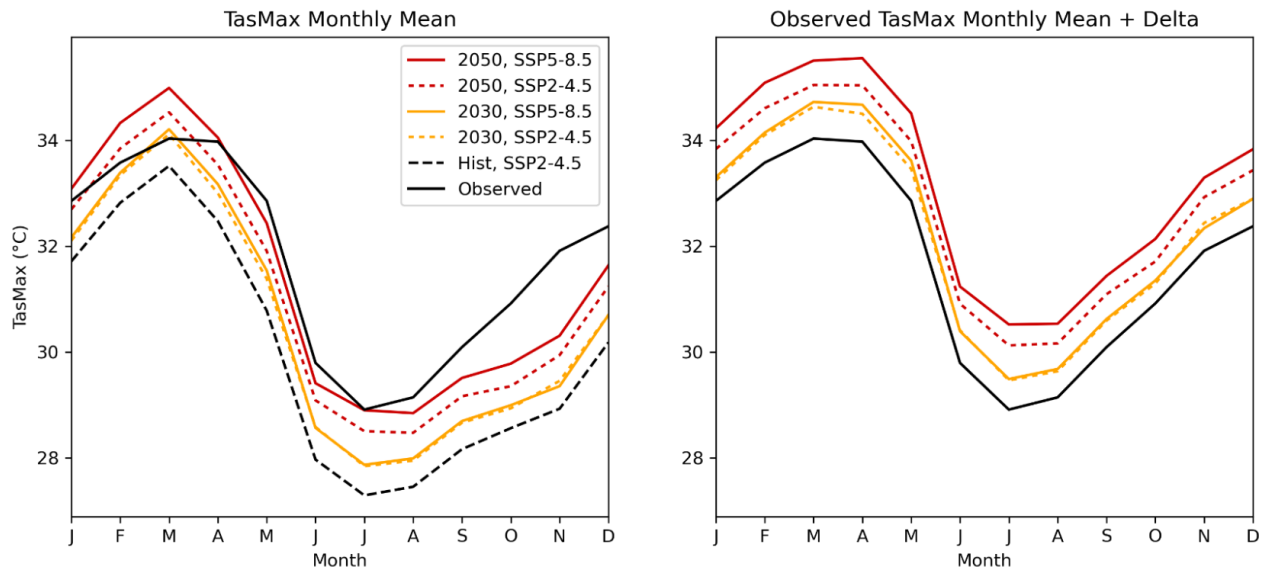 TasMax Monthly Mean
TasMax (°C)
34
32
30
28
2050, SSP5-8.5
2050, SSP2-4.5
2030, SSP5-8.5
2030, SSP2-4.5
Hist, SSP2-4.5
Observed
J F M A M J J A S O N D
Month
Observed TasMax Monthly Mean + Delta
34
32
30
28
J F M A M J J A S O N D
Month